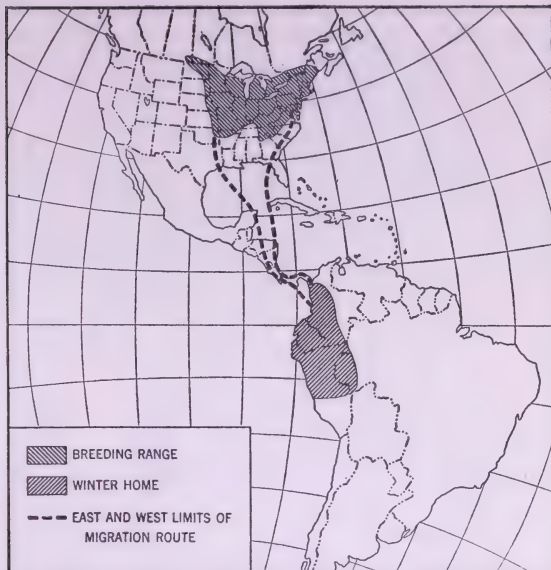 BREEDING RANGE
WINTER HOME
EAST AND WEST LIMITS OF
MIGRATION ROUTE